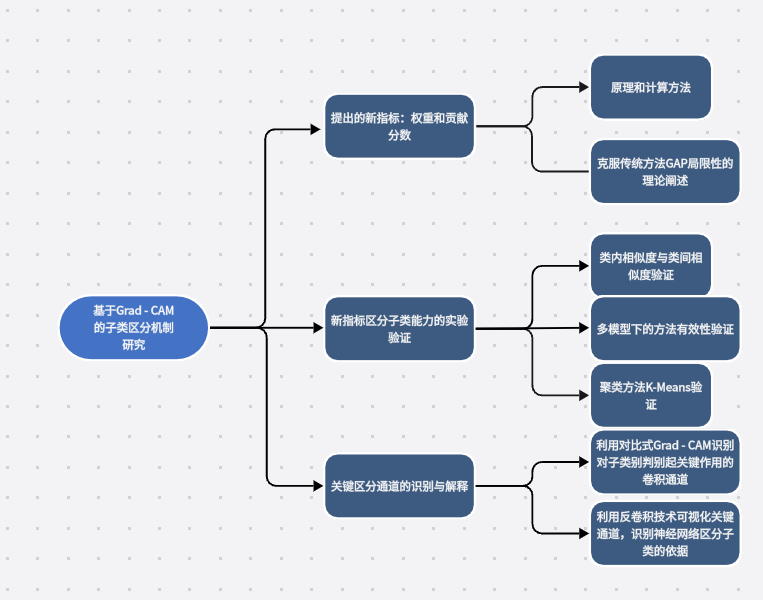 基于Grad - CAM
的子类区分机制
研究
提出的新指标：权重和贡献
分数
原理和计算方法
克服传统方法GAP局限性的
理论阐述
新指标区分子类能力的实验
验证
类内相似度与类间相
似度验证
多模型下的方法有效性验证
聚类方法K-Means验
证
关键区分通道的识别与解释
利用对比式Grad - CAM识别
对子类别判别起关键作用的
卷积通道
利用反卷积技术可视化关键
通道，识别神经网络区分子
类的依据